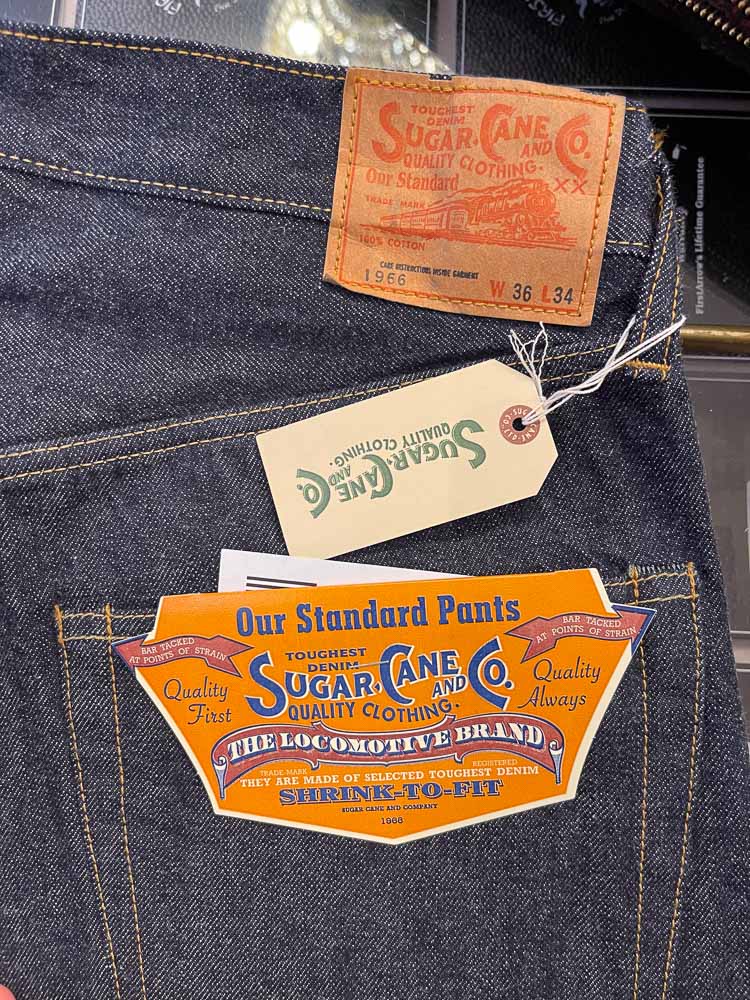 TOUGHEST
DENIM
SUGAR CANE AND CO.
QUALITY CLOTHING.
Our Standard XX
TRADE MARK
100% COTTON
CARE INSTRUCTIONS INSIDE GARMENT
1966 W 36 L 34
SUGAR CANE AND CO.
QUALITY CLOTHING.
Our Standard Pants
BAR TACKED
AT POINTS OF STRAIN
BAR TACKED
AT POINTS OF STRAIN
TOUGHEST
DENIM
SUGAR CANE AND CO.
QUALITY CLOTHING.
Quality
First
Quality
Always
THE LOCOMOTIVE BRAND
TRADE-MARK REGISTERED
THEY ARE MADE OF SELECTED TOUGHEST DENIM
SHRINK-TO-FIT
SUGAR CANE AND COMPANY
1966
FirstArrow's Lifetime Guarantee